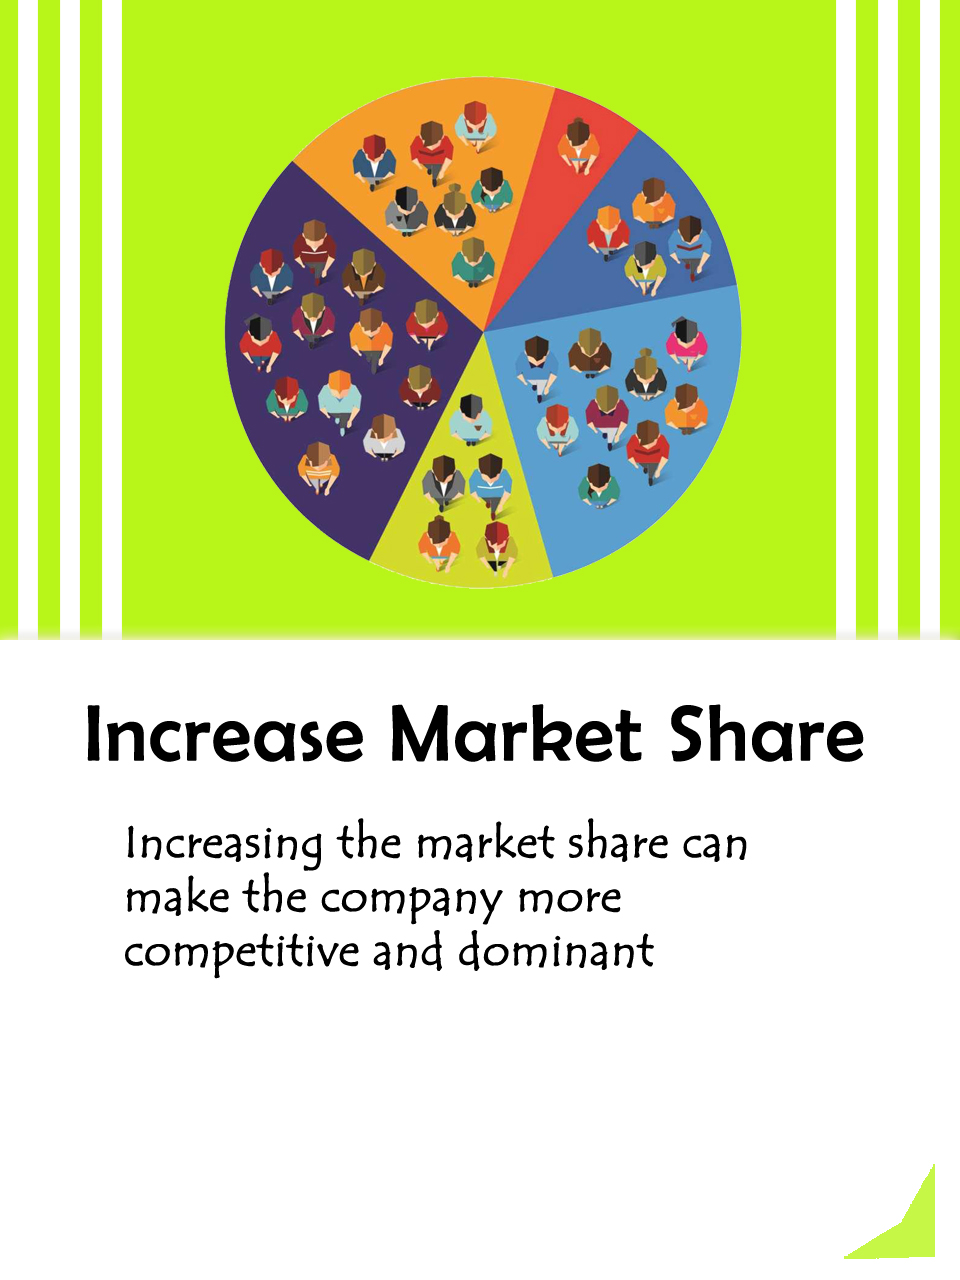 Increase Market Share
Increasing the market share can
make the company more
competitive and dominant